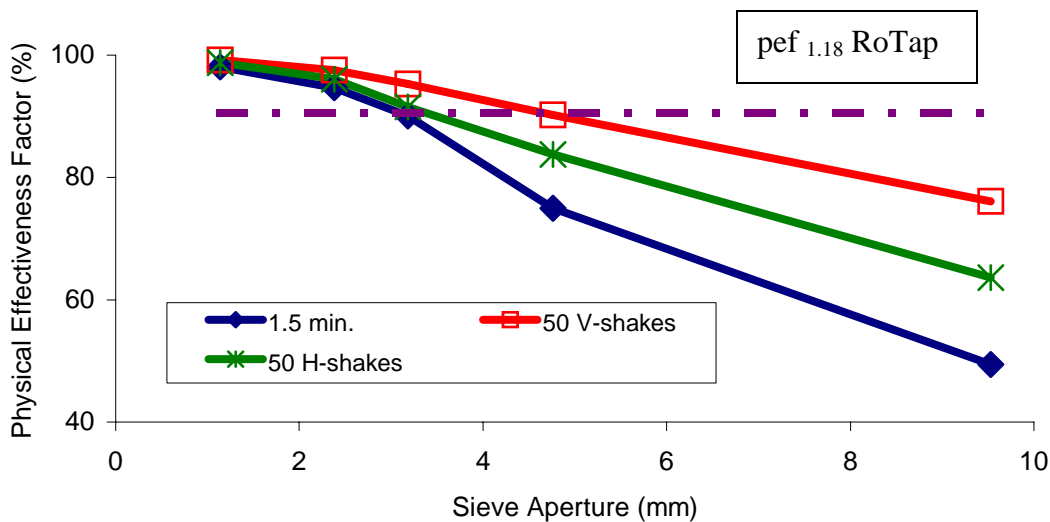 pef 1.18 RoTap
Physical Effectiveness Factor (%)
100
80
60
40
1.5 min.
50 V-shakes
50 H-shakes
0
2
4
6
8
10
Sieve Aperture (mm)